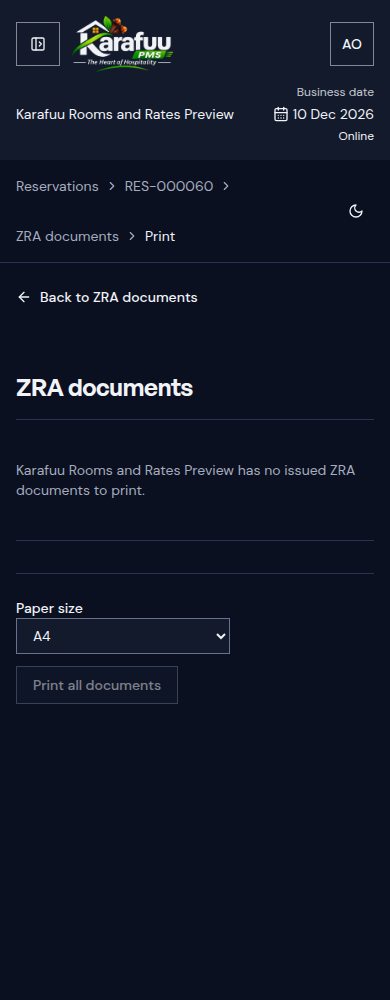 Karafuu
PMS
The Heart of Hospitality
AO
Business date
Karafuu Rooms and Rates Preview
10 Dec 2026
Online
Reservations
RES-000060
ZRA documents
Print
Back to ZRA documents
ZRA documents
Karafuu Rooms and Rates Preview has no issued ZRA
documents to print.
Paper size
A4
Print all documents